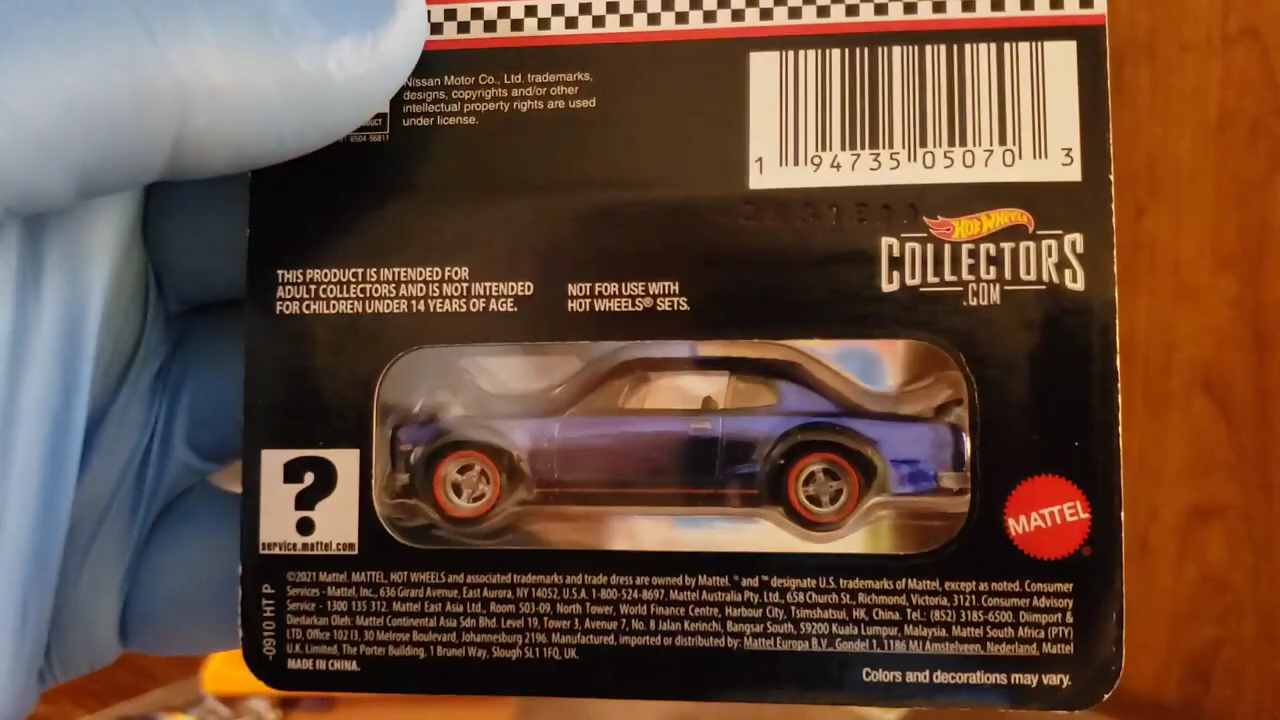 Nissan Motor Co., Ltd. trademarks,
designs, copyrights and/or other
intellectual property rights are used
under license.
6504-56811
1 94735 05070 3
HOT WHEELS
COLLECTORS
.COM
THIS PRODUCT IS INTENDED FOR
ADULT COLLECTORS AND IS NOT INTENDED
FOR CHILDREN UNDER 14 YEARS OF AGE.
NOT FOR USE WITH
HOT WHEELS® SETS.
?
service.mattel.com
MATTEL
-0910 HT P
©2021 Mattel. MATTEL, HOT WHEELS and associated trademarks and trade dress are owned by Mattel. ® and ™ designate U.S. trademarks of Mattel, except as noted. Consumer
Services - Mattel, Inc., 636 Girard Avenue, East Aurora, NY 14052, U.S.A. 1-800-524-8697. Mattel Australia Pty. Ltd., 658 Church St., Richmond, Victoria, 3121. Consumer Advisory
Service - 1300 135 312. Mattel East Asia Ltd., Room 503-09, North Tower, World Finance Centre, Harbour City, Tsimshatsui, HK, China. Tel.: (852) 3185-6500. Diimport &
Diedarkan Oleh: Mattel Continental Asia Sdn Bhd. Level 19, Tower 3, Avenue 7, No. 8 Jalan Kerinchi, Bangsar South, 59200 Kuala Lumpur, Malaysia. Mattel South Africa (PTY)
LTD, Office 102 I3, 30 Melrose Boulevard, Johannesburg 2196. Manufactured, imported or distributed by: Mattel Europa B.V., Gondel 1, 1186 MJ Amstelveen, Nederland, Mattel
U.K. Limited, The Porter Building, 1 Brunel Way, Slough SL1 1FQ, UK.
MADE IN CHINA.
Colors and decorations may vary.